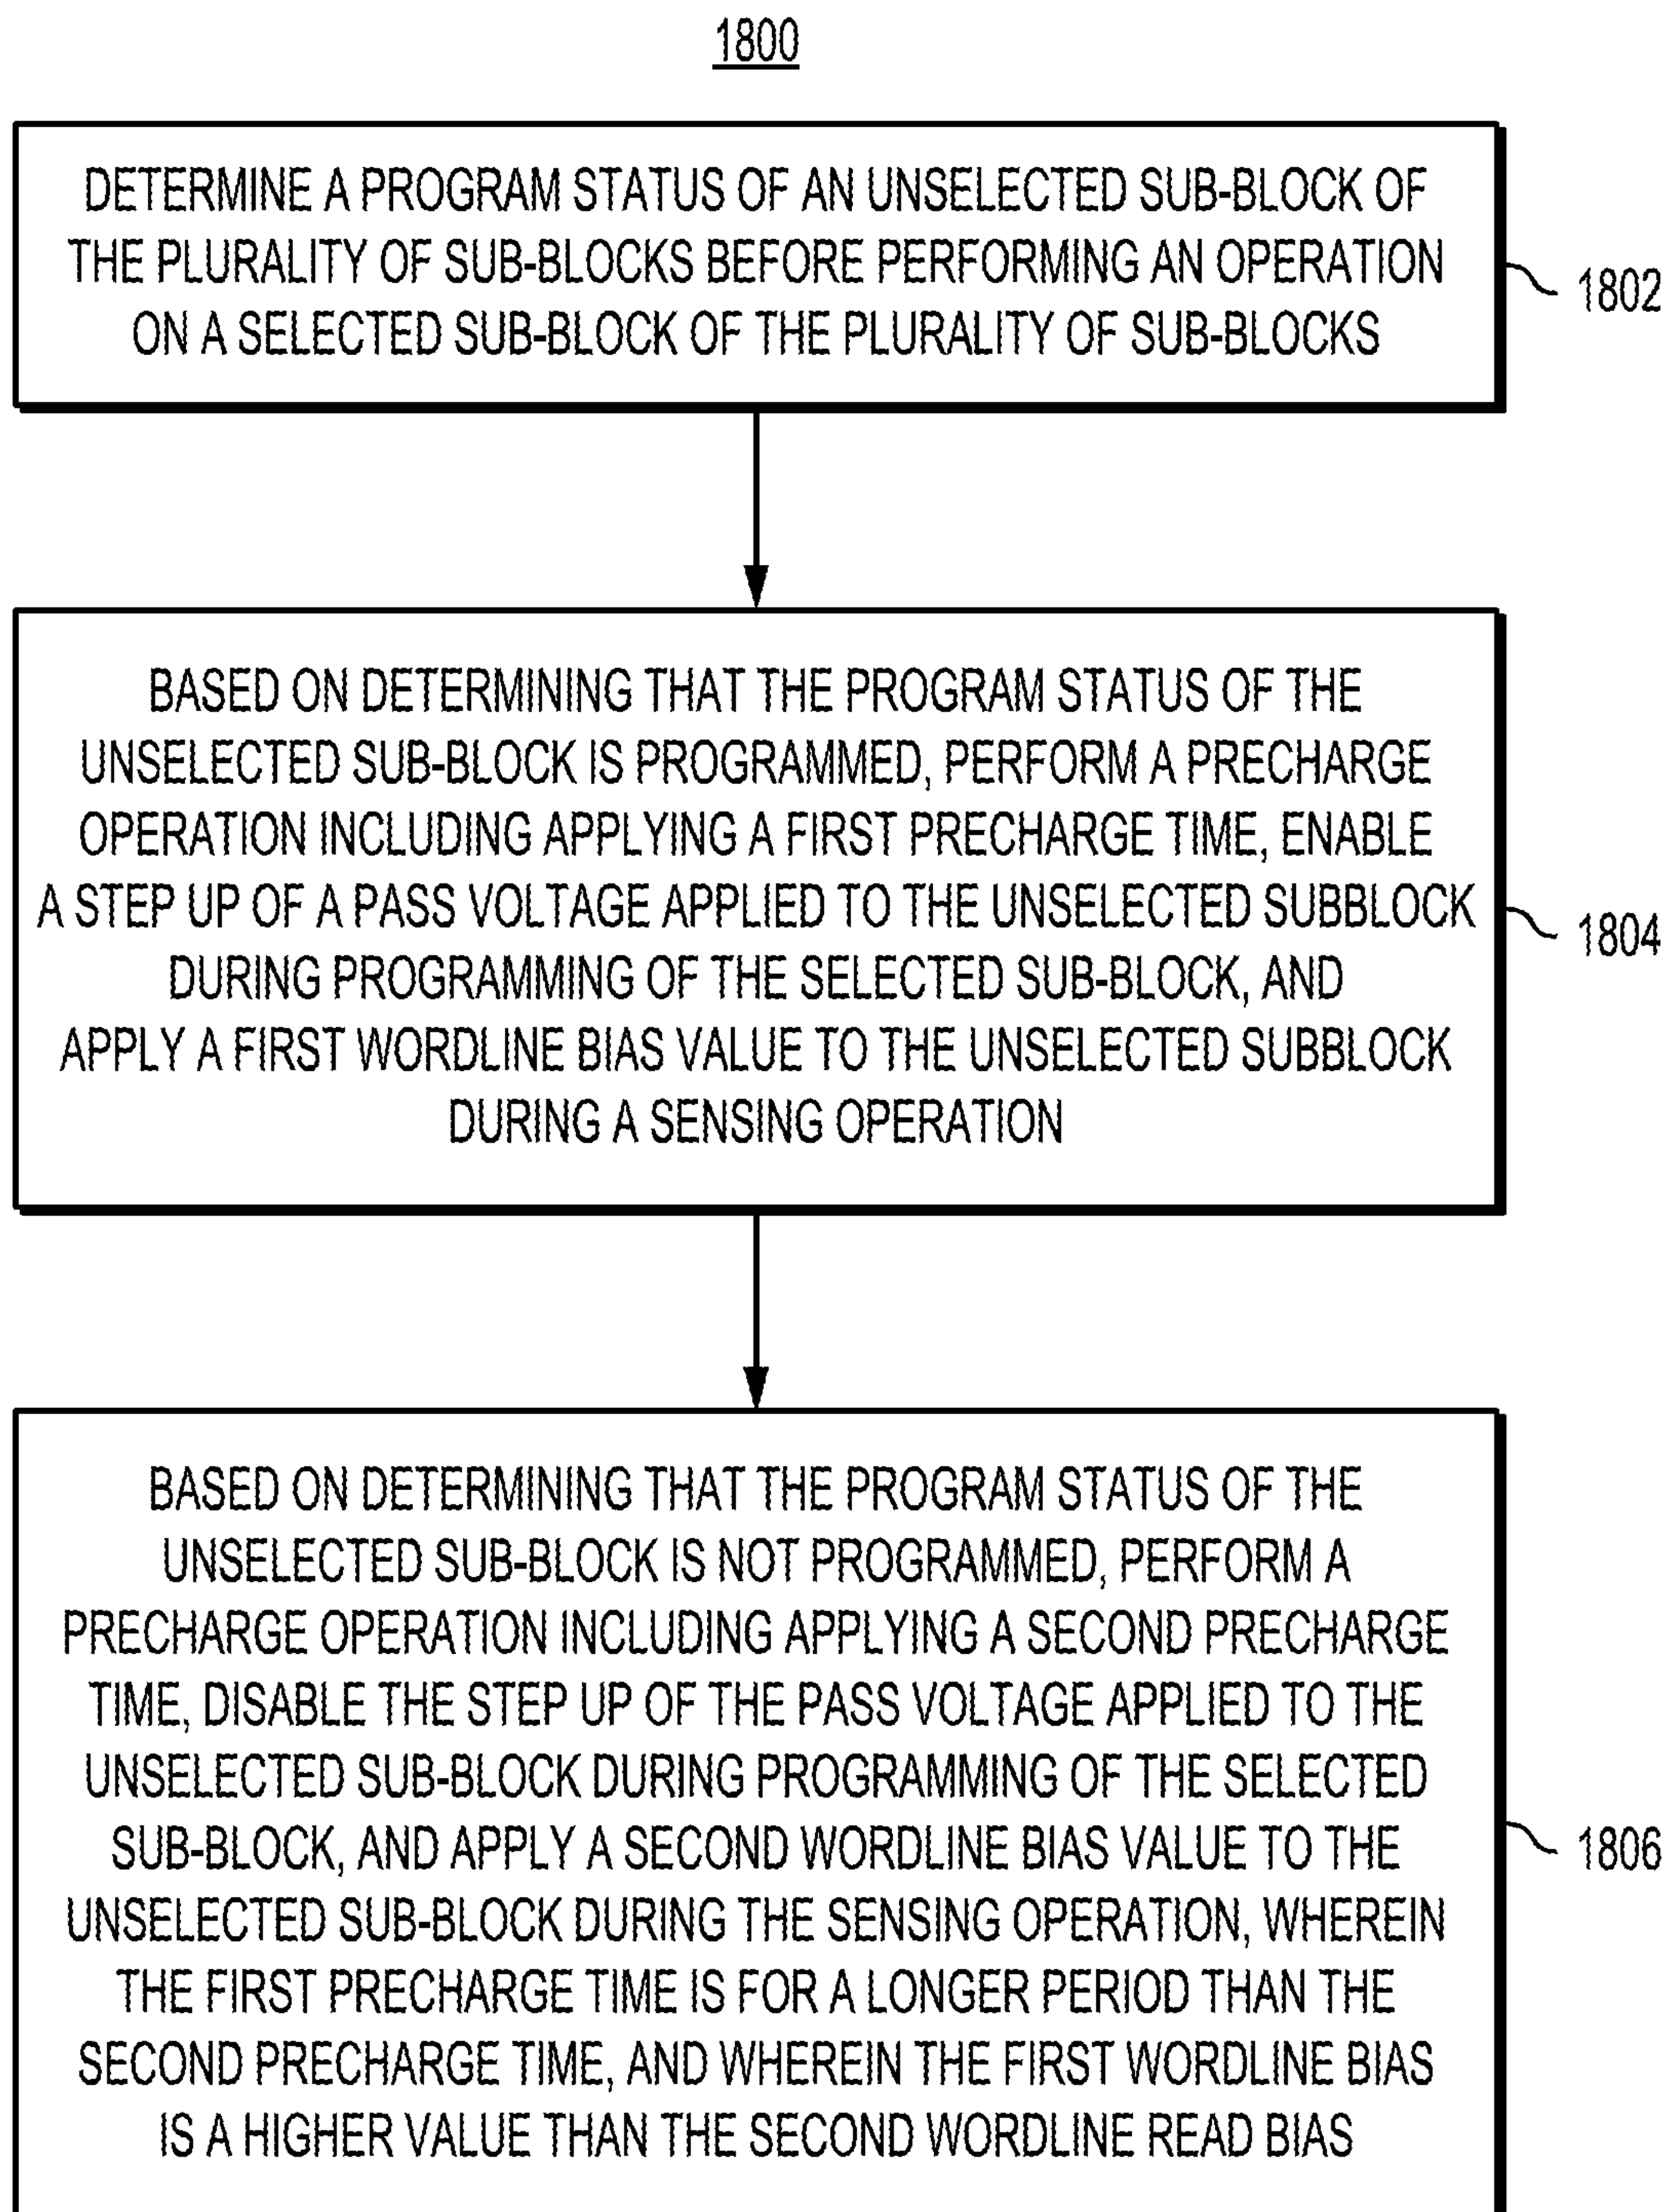 1800
DETERMINE A PROGRAM STATUS OF AN UNSELECTED SUB-BLOCK OF
THE PLURALITY OF SUB-BLOCKS BEFORE PERFORMING AN OPERATION
ON A SELECTED SUB-BLOCK OF THE PLURALITY OF SUB-BLOCKS
1802
BASED ON DETERMINING THAT THE PROGRAM STATUS OF THE
UNSELECTED SUB-BLOCK IS PROGRAMMED, PERFORM A PRECHARGE
OPERATION INCLUDING APPLYING A FIRST PRECHARGE TIME, ENABLE
A STEP UP OF A PASS VOLTAGE APPLIED TO THE UNSELECTED SUBBLOCK
DURING PROGRAMMING OF THE SELECTED SUB-BLOCK, AND
APPLY A FIRST WORDLINE BIAS VALUE TO THE UNSELECTED SUBBLOCK
DURING A SENSING OPERATION
1804
BASED ON DETERMINING THAT THE PROGRAM STATUS OF THE
UNSELECTED SUB-BLOCK IS NOT PROGRAMMED, PERFORM A
PRECHARGE OPERATION INCLUDING APPLYING A SECOND PRECHARGE
TIME, DISABLE THE STEP UP OF THE PASS VOLTAGE APPLIED TO THE
UNSELECTED SUB-BLOCK DURING PROGRAMMING OF THE SELECTED
SUB-BLOCK, AND APPLY A SECOND WORDLINE BIAS VALUE TO THE
UNSELECTED SUB-BLOCK DURING THE SENSING OPERATION, WHEREIN
THE FIRST PRECHARGE TIME IS FOR A LONGER PERIOD THAN THE
SECOND PRECHARGE TIME, AND WHEREIN THE FIRST WORDLINE BIAS
IS A HIGHER VALUE THAN THE SECOND WORDLINE READ BIAS
1806